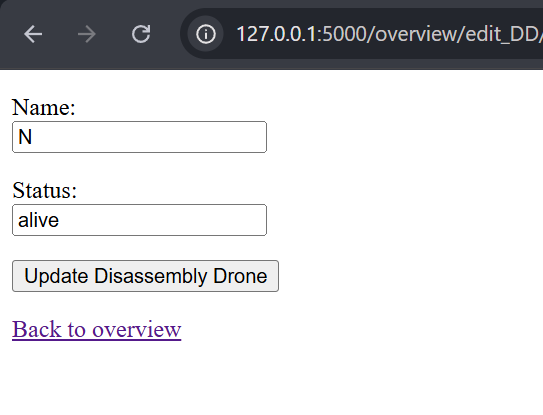 127.0.0.1:5000/overview/edit_DD/
Name:
N
Status:
alive
Update Disassembly Drone
Back to overview